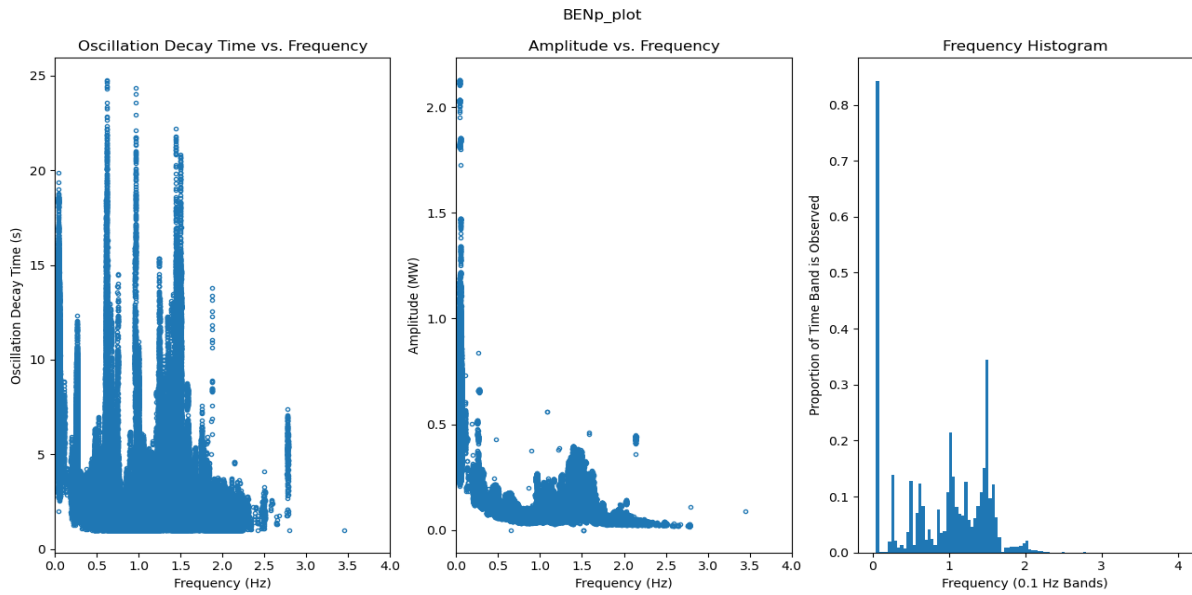 BENp_plot
Oscillation Decay Time vs. Frequency
Oscillation Decay Time (s)
25
20
15
10
5
0
0.0 0.5 1.0 1.5 2.0 2.5 3.0 3.5 4.0
Frequency (Hz)
Amplitude vs. Frequency
Amplitude (MW)
2.0
1.5
1.0
0.5
0.0
0.0 0.5 1.0 1.5 2.0 2.5 3.0 3.5 4.0
Frequency (Hz)
Frequency Histogram
Proportion of Time Band is Observed
0.8
0.7
0.6
0.5
0.4
0.3
0.2
0.1
0.0
0 1 2 3 4
Frequency (0.1 Hz Bands)